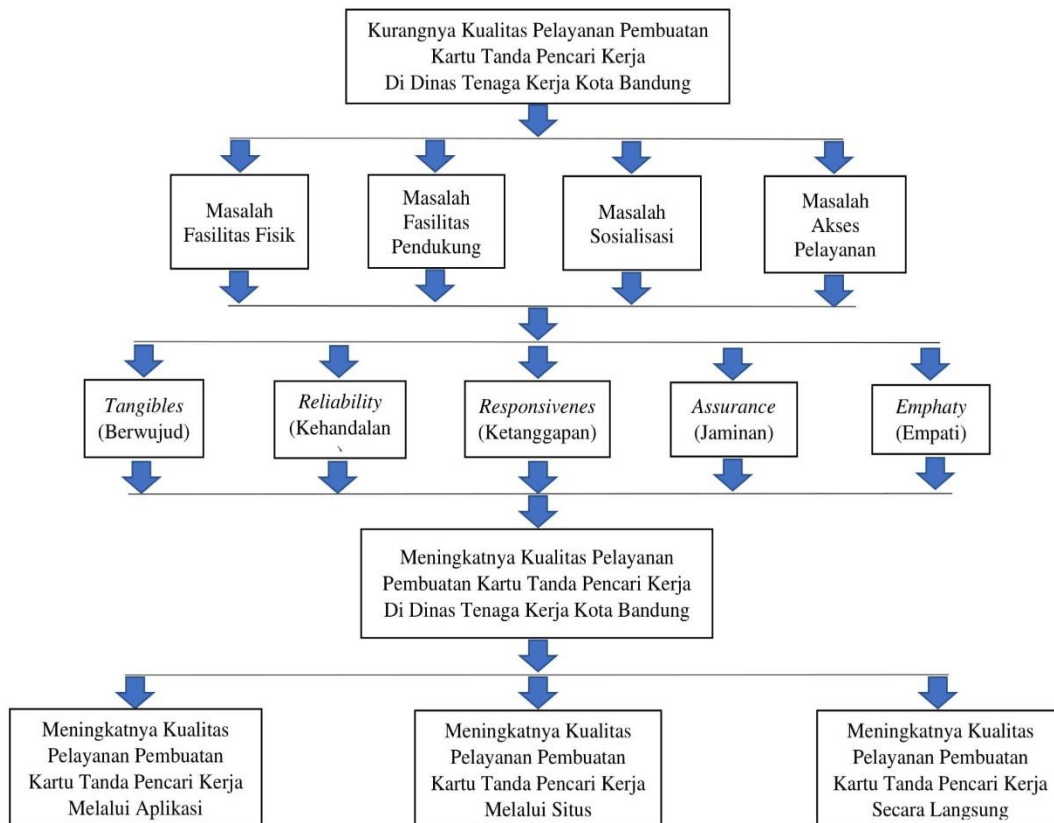 Kurangnya Kualitas Pelayanan Pembuatan
Kartu Tanda Pencari Kerja
Di Dinas Tenaga Kerja Kota Bandung
Masalah
Fasilitas Fisik
Masalah
Fasilitas
Pendukung
Masalah
Sosialisasi
Masalah
Akses
Pelayanan
Tangibles
(Berwujud)
Reliability
(Kehandalan
Responsivenes
(Ketanggapan)
Assurance
(Jaminan)
Emphaty
(Empati)
Meningkatnya Kualitas Pelayanan
Pembuatan Kartu Tanda Pencari Kerja
Di Dinas Tenaga Kerja Kota Bandung
Meningkatnya Kualitas
Pelayanan Pembuatan
Kartu Tanda Pencari Kerja
Melalui Aplikasi
Meningkatnya Kualitas
Pelayanan Pembuatan
Kartu Tanda Pencari Kerja
Melalui Situs
Meningkatnya Kualitas
Pelayanan Pembuatan
Kartu Tanda Pencari Kerja
Secara Langsung